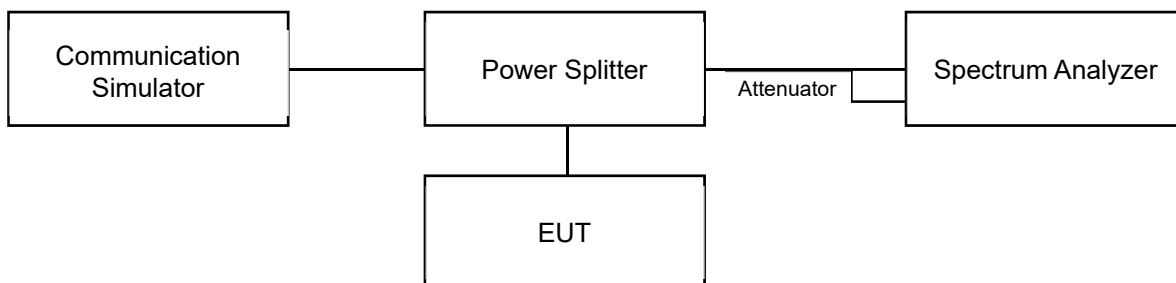 Communication
Simulator
Power Splitter
Attenuator
Spectrum Analyzer
EUT